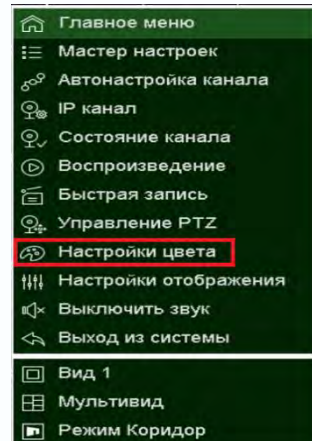 Главное меню
Мастер настроек
Автонастройка канала
IP канал
Состояние канала
Воспроизведение
Быстрая запись
Управление PTZ
Настройки цвета
Настройки отображения
Выключить звук
Выход из системы
Вид 1
Мультивид
Режим Коридор